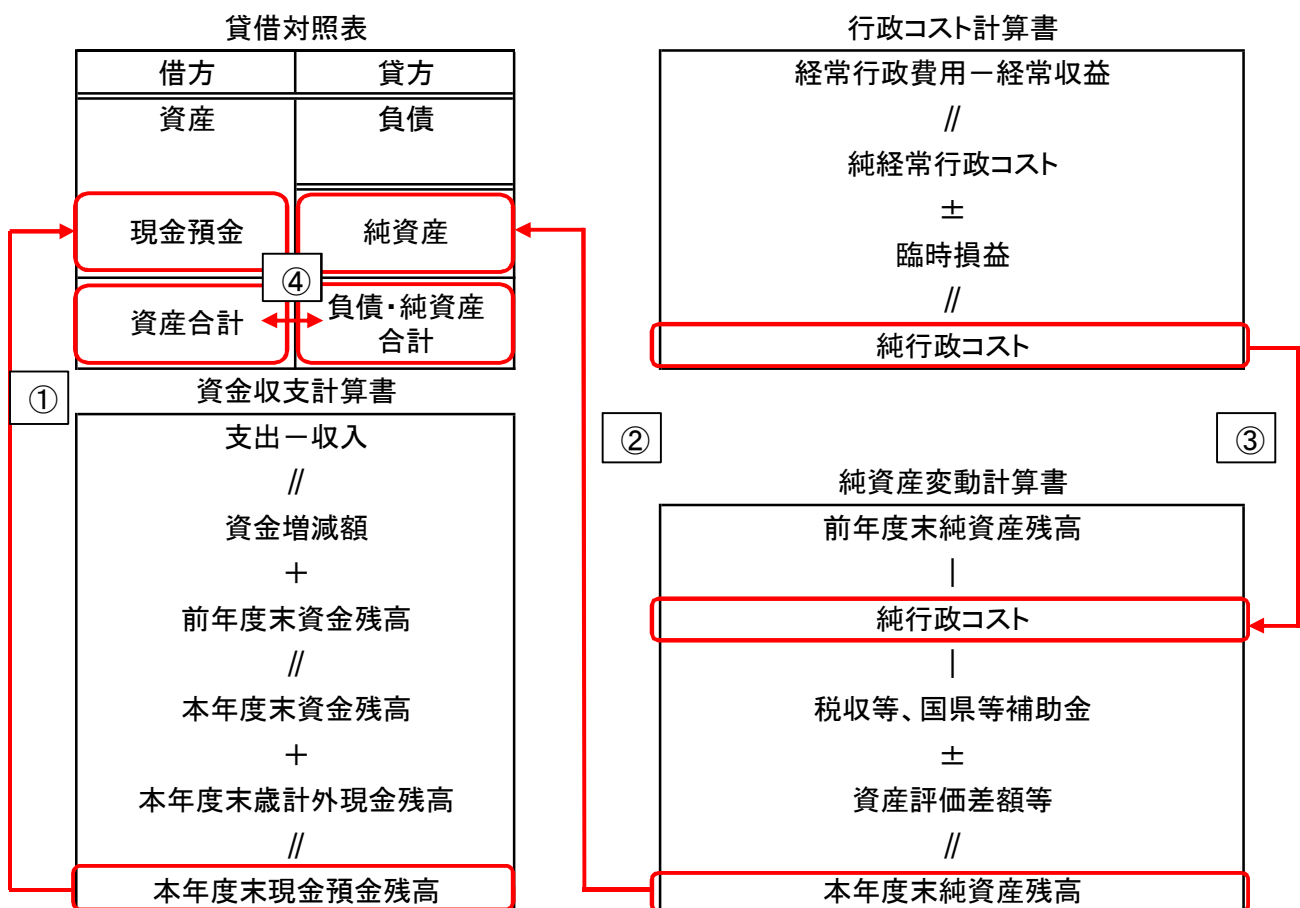 貸借対照表
借方
貸方
資産
負債
現金預金
純資産
④
資産合計
負債・純資産
合計
①
資金収支計算書
支出－収入
//
資金増減額
＋
前年度末資金残高
//
本年度末資金残高
＋
本年度末歳計外現金残高
//
本年度末現金預金残高
行政コスト計算書
経常行政費用－経常収益
//
純経常行政コスト
±
臨時損益
//
純行政コスト
②
③
純資産変動計算書
前年度末純資産残高
|
純行政コスト
|
税収等、国県等補助金
±
資産評価差額等
//
本年度末純資産残高